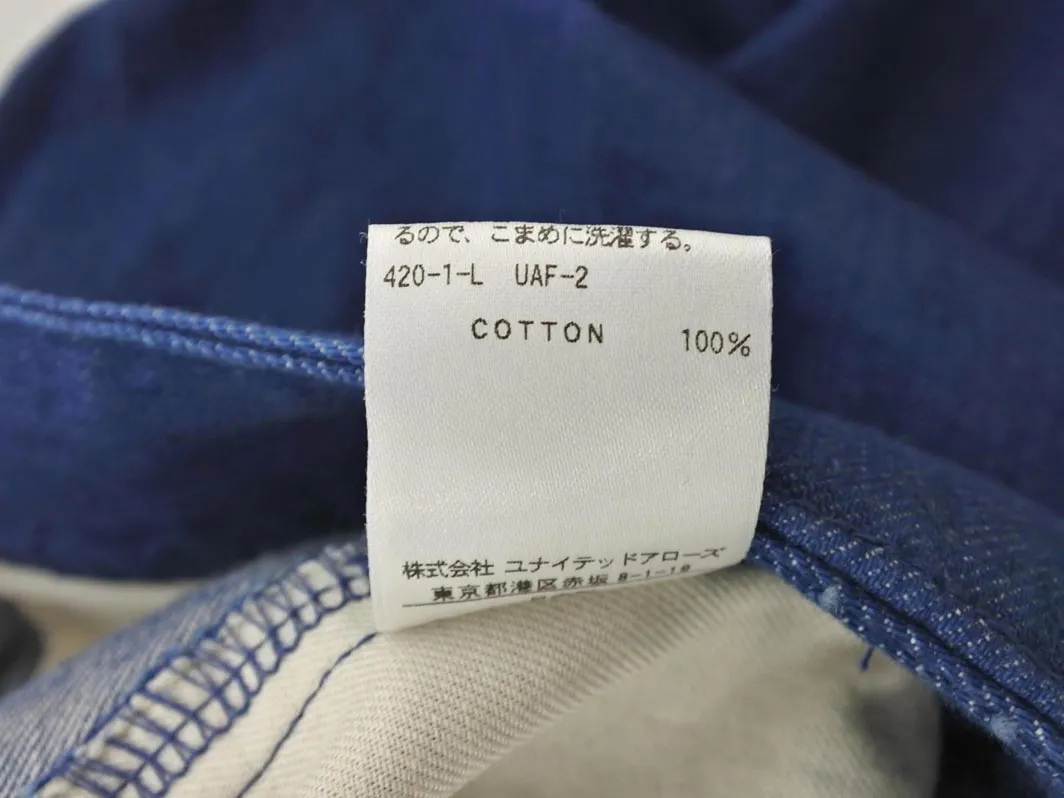 るので、こまめに洗濯する。
420-1-L UAF-2
COTTON 100%
株式会社 ユナイテッドアローズ
東京都港区赤坂 8-1-19